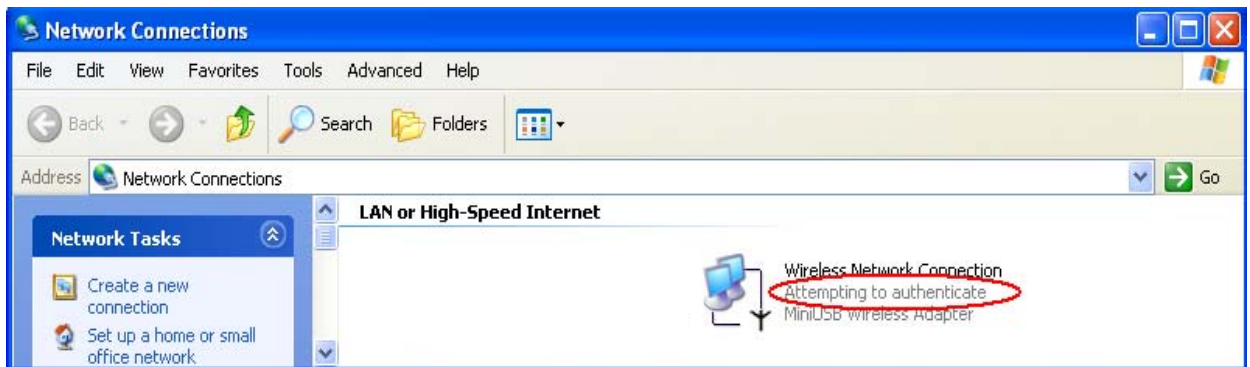 Network Connections
File Edit View Favorites Tools Advanced Help
Back Search Folders
Address Network Connections Go
Network Tasks
Create a new
connection
Set up a home or small
office network
LAN or High-Speed Internet
Wireless Network Connection
Attempting to authenticate
MiniUSB Wireless Adapter